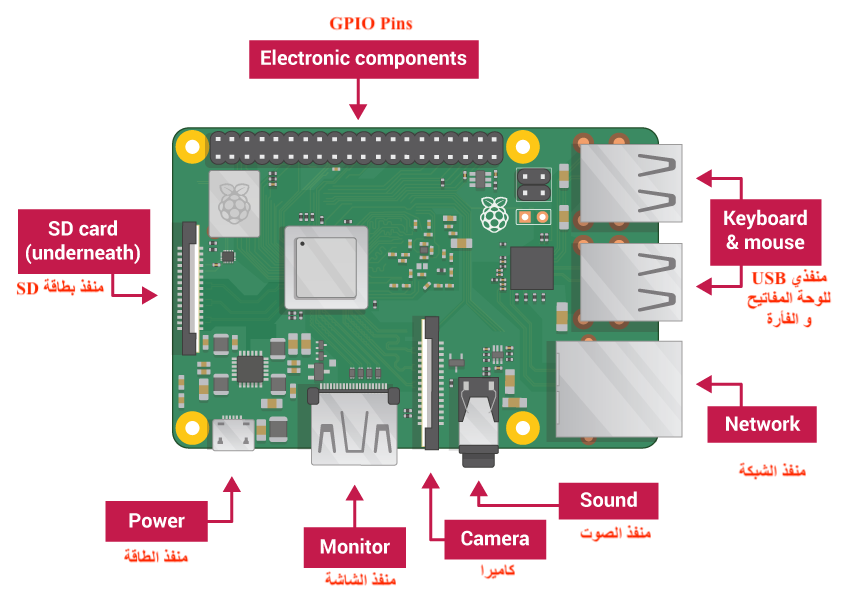 GPIO Pins
Electronic components
SD card
(underneath)
منفذ بطاقة SD
Keyboard
& mouse
منفذي USB
للوحة المفاتيح
و الفأرة
Network
منفذ الشبكة
Power
منفذ الطاقة
Monitor
منفذ الشاشة
Camera
كاميرا
Sound
منفذ الصوت